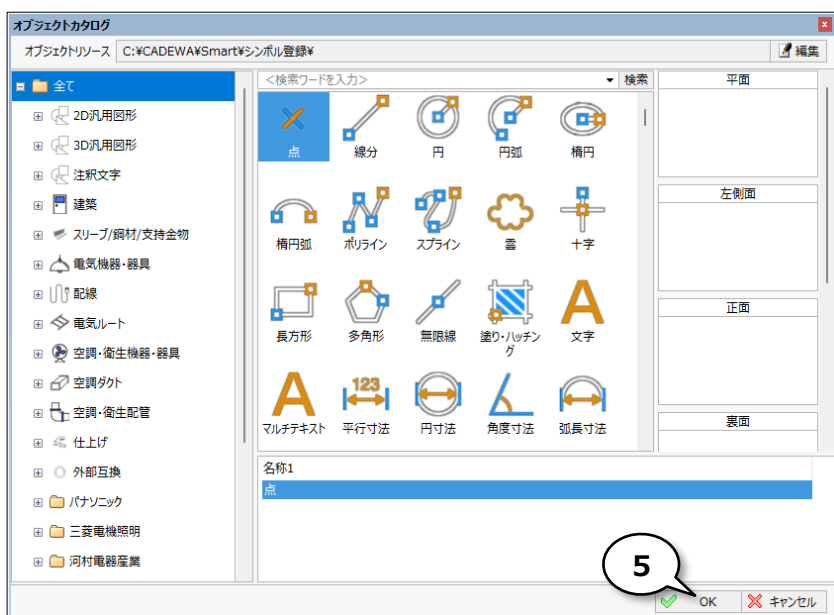 オブジェクトカタログ
オブジェクトリソース C:¥CADEWA¥Smart¥シンボル登録¥ 編集
全て
2D汎用図形
3D汎用図形
注釈文字
建築
スリーブ/鋼材/支持金物
電気機器・器具
配線
電気ルート
空調・衛生機器・器具
空調ダクト
空調・衛生配管
仕上げ
外部互換
パナソニック
三菱電機照明
河村電器産業
<検索ワードを入力> 検索
点 線分 円 円弧 楕円
楕円弧 ポリライン スプライン 雲 十字
長方形 多角形 無限線 塗り・ハッチン
グ 文字
123
マルチテキスト 平行寸法 円寸法 角度寸法 弧長寸法
名称1
点
平面
左側面
正面
裏面
5
OK キャンセル